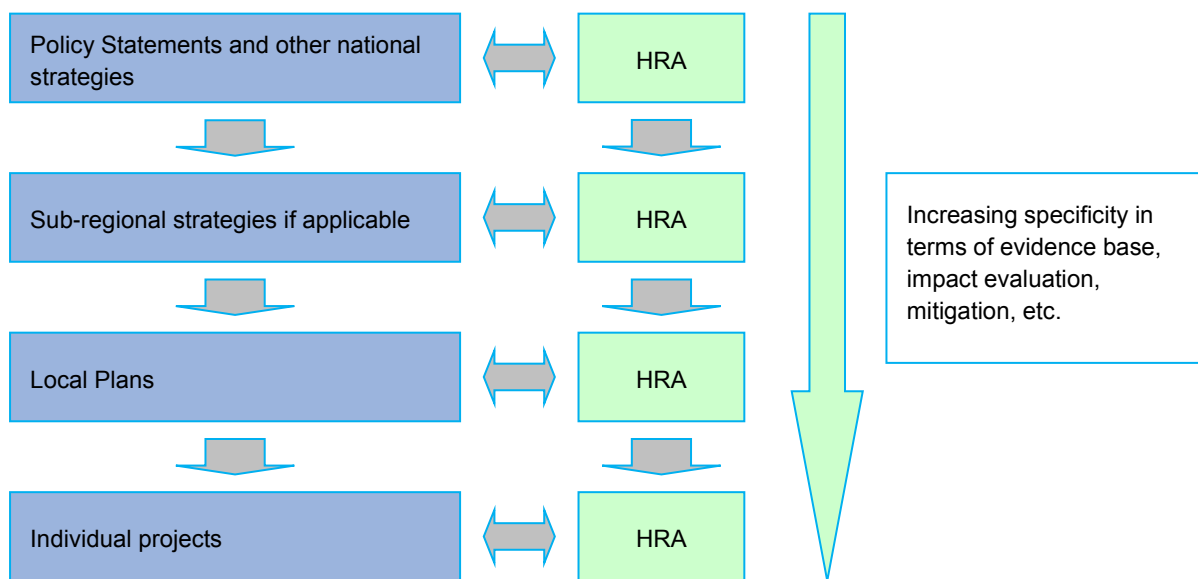 Policy Statements and other national
strategies
HRA
Sub-regional strategies if applicable
HRA
Increasing specificity in
terms of evidence base,
impact evaluation,
mitigation, etc.
Local Plans
HRA
Individual projects
HRA